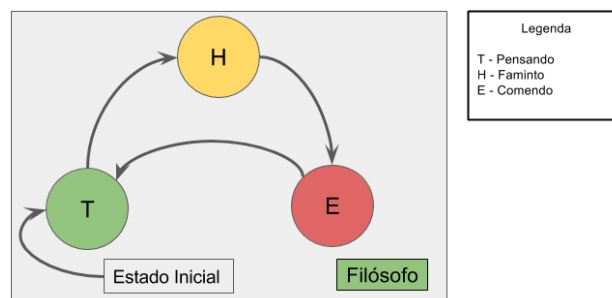 H
T
E
Estado Inicial
Filósofo
Legenda
T - Pensando
H - Faminto
E - Comendo